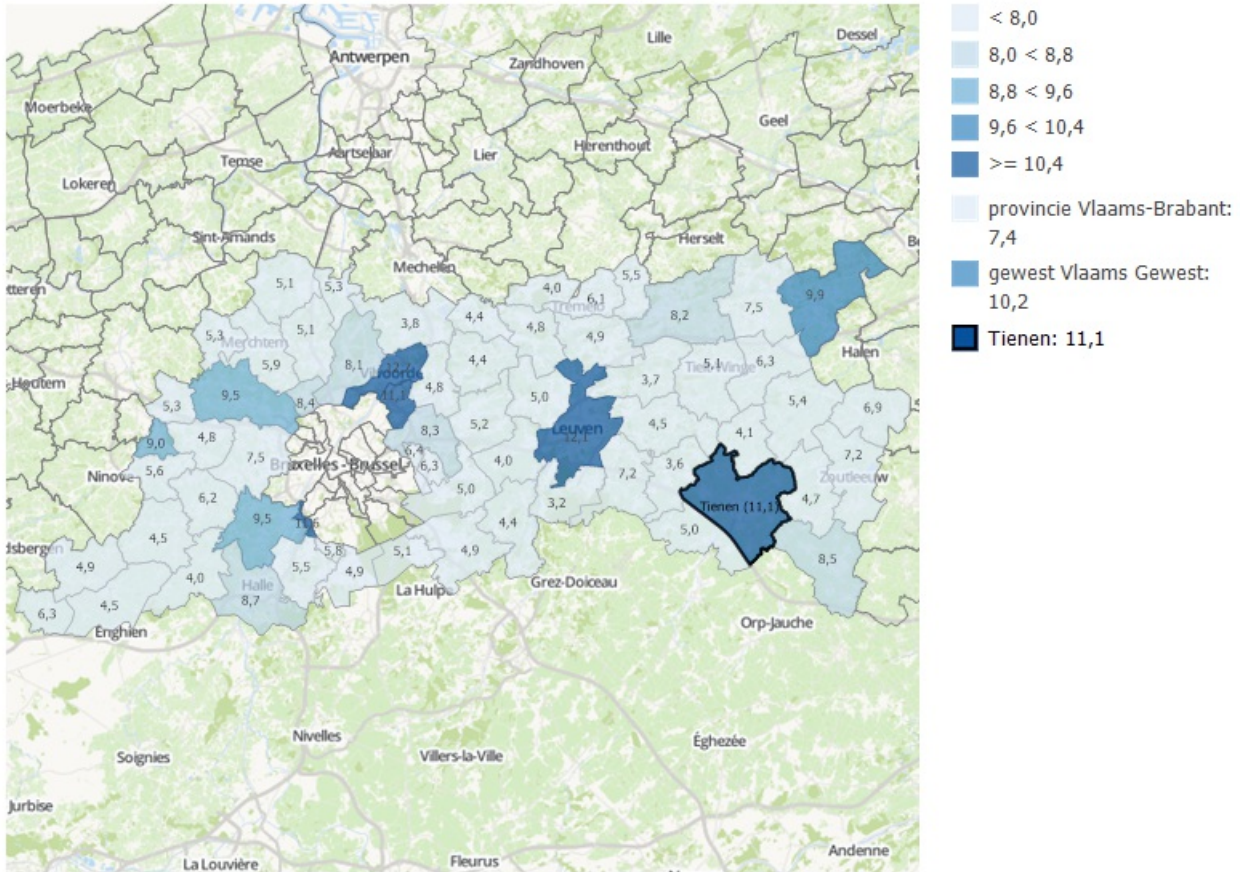 Lille
Dessel
Antwerpen
Zandhoven
Moerbeke
Geel
Aartselaar
Lier
Herenthout
Temse
Lokeren
Sint-Amands
Herselt
Mechelen
tteren
5,1
5,3
4,0
6,1
5,5
Tremelo
7,5
9,9
5,3
5,1
3,8
4,4
4,8
4,9
8,2
Merchtem
Halen
5,9
8,1
Vilvoorde
4,4
5,1
6,3
Tielt-Winge
Houtem
9,5
8,4
11,1
4,8
5,0
3,7
5,4
6,9
5,3
9,0
4,8
8,3
5,2
Leuven
12,1
4,5
4,1
7,5
6,4
7,2
Ninove
5,6
Bruxelles - Brussel
6,3
4,0
7,2
3,6
Zoutleeuw
6,2
5,0
3,2
Tienen (11,1)
4,7
9,5
4,4
5,0
4,5
dsbergen
5,8
5,1
4,9
8,5
4,9
4,0
5,5
4,9
Halle
La Hulpe
Grez-Doiceau
6,3
4,5
8,7
Enghien
Orp-Jauche
Nivelles
Éghezée
Soignies
Villers-la-Ville
Jurbise
Andenne
La Louvière
Fleurus
< 8,0
8,0 < 8,8
8,8 < 9,6
9,6 < 10,4
>= 10,4
provincie Vlaams-Brabant:
7,4
gewest Vlaams Gewest:
10,2
Tienen: 11,1